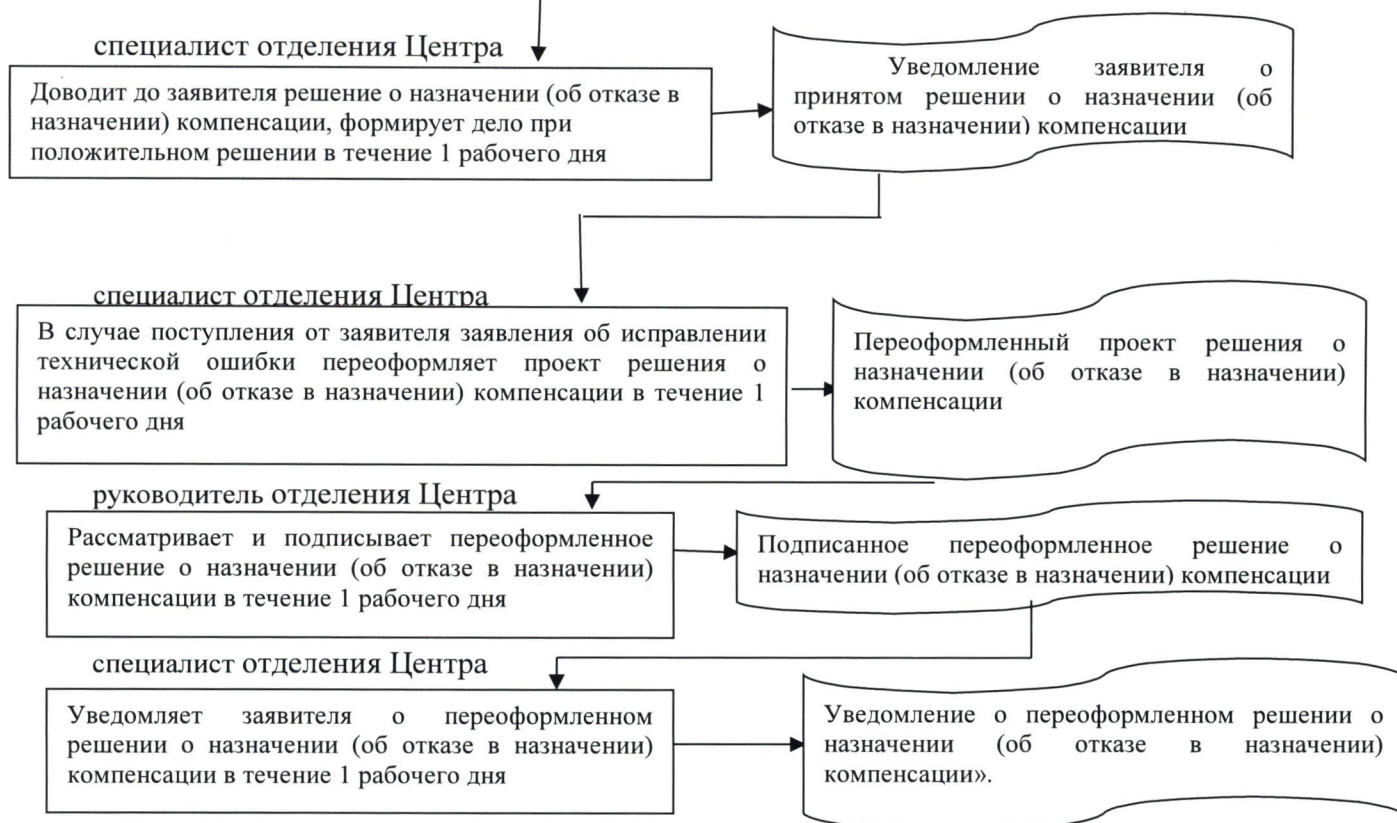 специалист отделения Центра
Доводит до заявителя решение о назначении (об отказе в
назначении) компенсации, формирует дело при
положительном решении в течение 1 рабочего дня
Уведомление заявителя о
принятом решении о назначении (об
отказе в назначении) компенсации
специалист отделения Центра
В случае поступления от заявителя заявления об исправлении
технической ошибки переоформляет проект решения о
назначении (об отказе в назначении) компенсации в течение 1
рабочего дня
Переоформленный проект решения о
назначении (об отказе в назначении)
компенсации
руководитель отделения Центра
Рассматривает и подписывает переоформленное
решение о назначении (об отказе в назначении)
компенсации в течение 1 рабочего дня
Подписанное переоформленное решение о
назначении (об отказе в назначении) компенсации
специалист отделения Центра
Уведомляет заявителя о переоформленном
решении о назначении (об отказе в назначении)
компенсации в течение 1 рабочего дня
Уведомление о переоформленном решении о
назначении (об отказе в назначении)
компенсации».